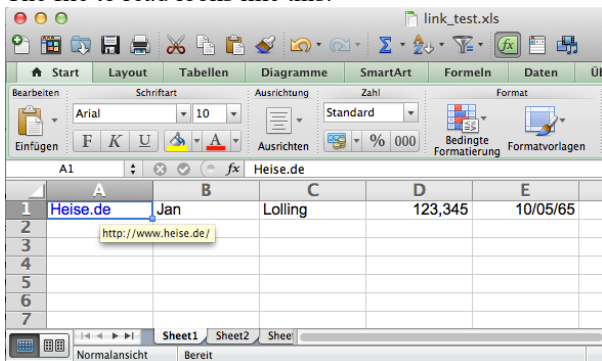 link_test.xls
Start Layout Tabellen Diagramme SmartArt Formeln Daten Ü
Bearbeiten Schriftart Ausrichtung Zahl Format
Arial 10 Standard
Einfügen F K U A Ausrichten % 000 Bedingte Formatierung Formatvorlagen
A1 fx Heise.de
A B C D E
1 Heise.de Jan Lolling 123,345 10/05/65
2 http://www.heise.de/
3
4
5
6
7
Sheet1 Sheet2 Shee
Normalansicht Bereit